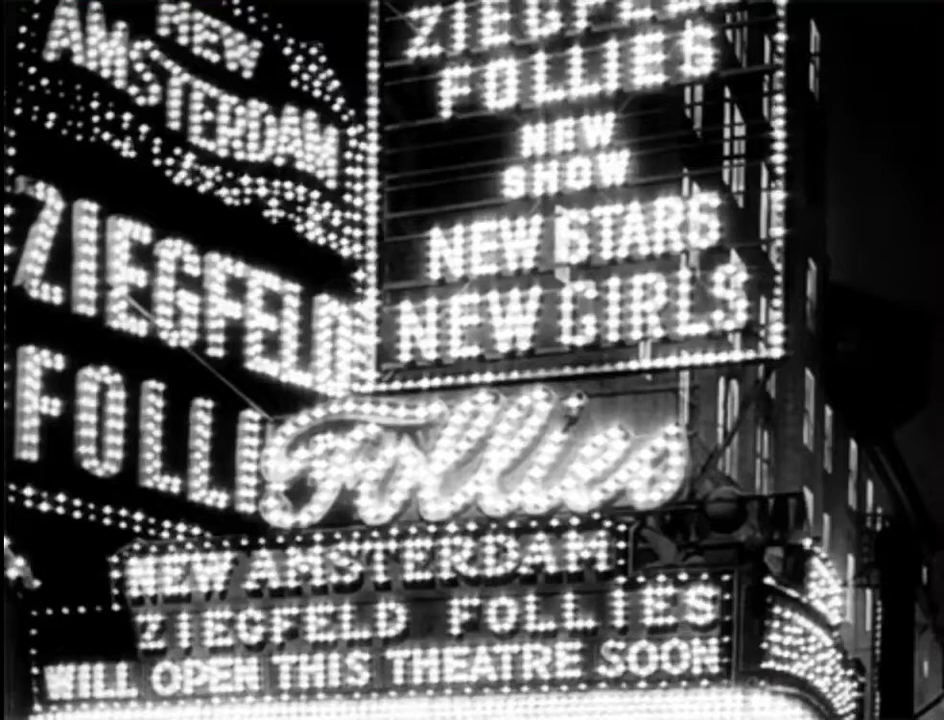 NEW
AMSTERDAM
ZIEGFELD
FOLLI
ZIEGFEL
FOLLIES
NEW
SHOW
NEW STARS
NEW GIRLS
Follies
NEW AMSTERDAM
ZIEGFELD FOLLIES
WILL OPEN THIS THEATRE SOON